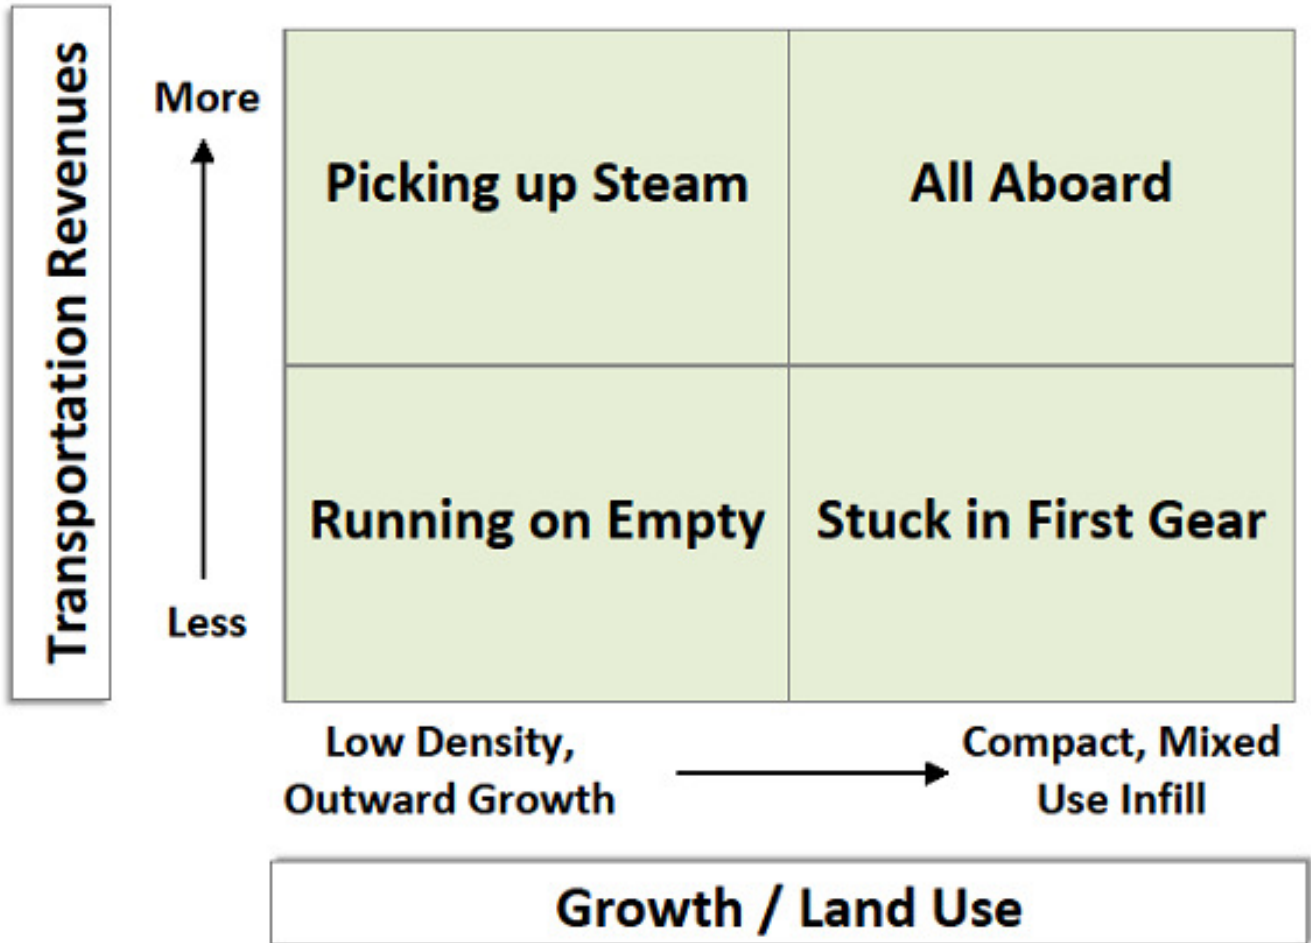 Transportation Revenues
More
Less
Picking up Steam
All Aboard
Running on Empty
Stuck in First Gear
Low Density,
Outward Growth
Compact, Mixed
Use Infill
Growth / Land Use